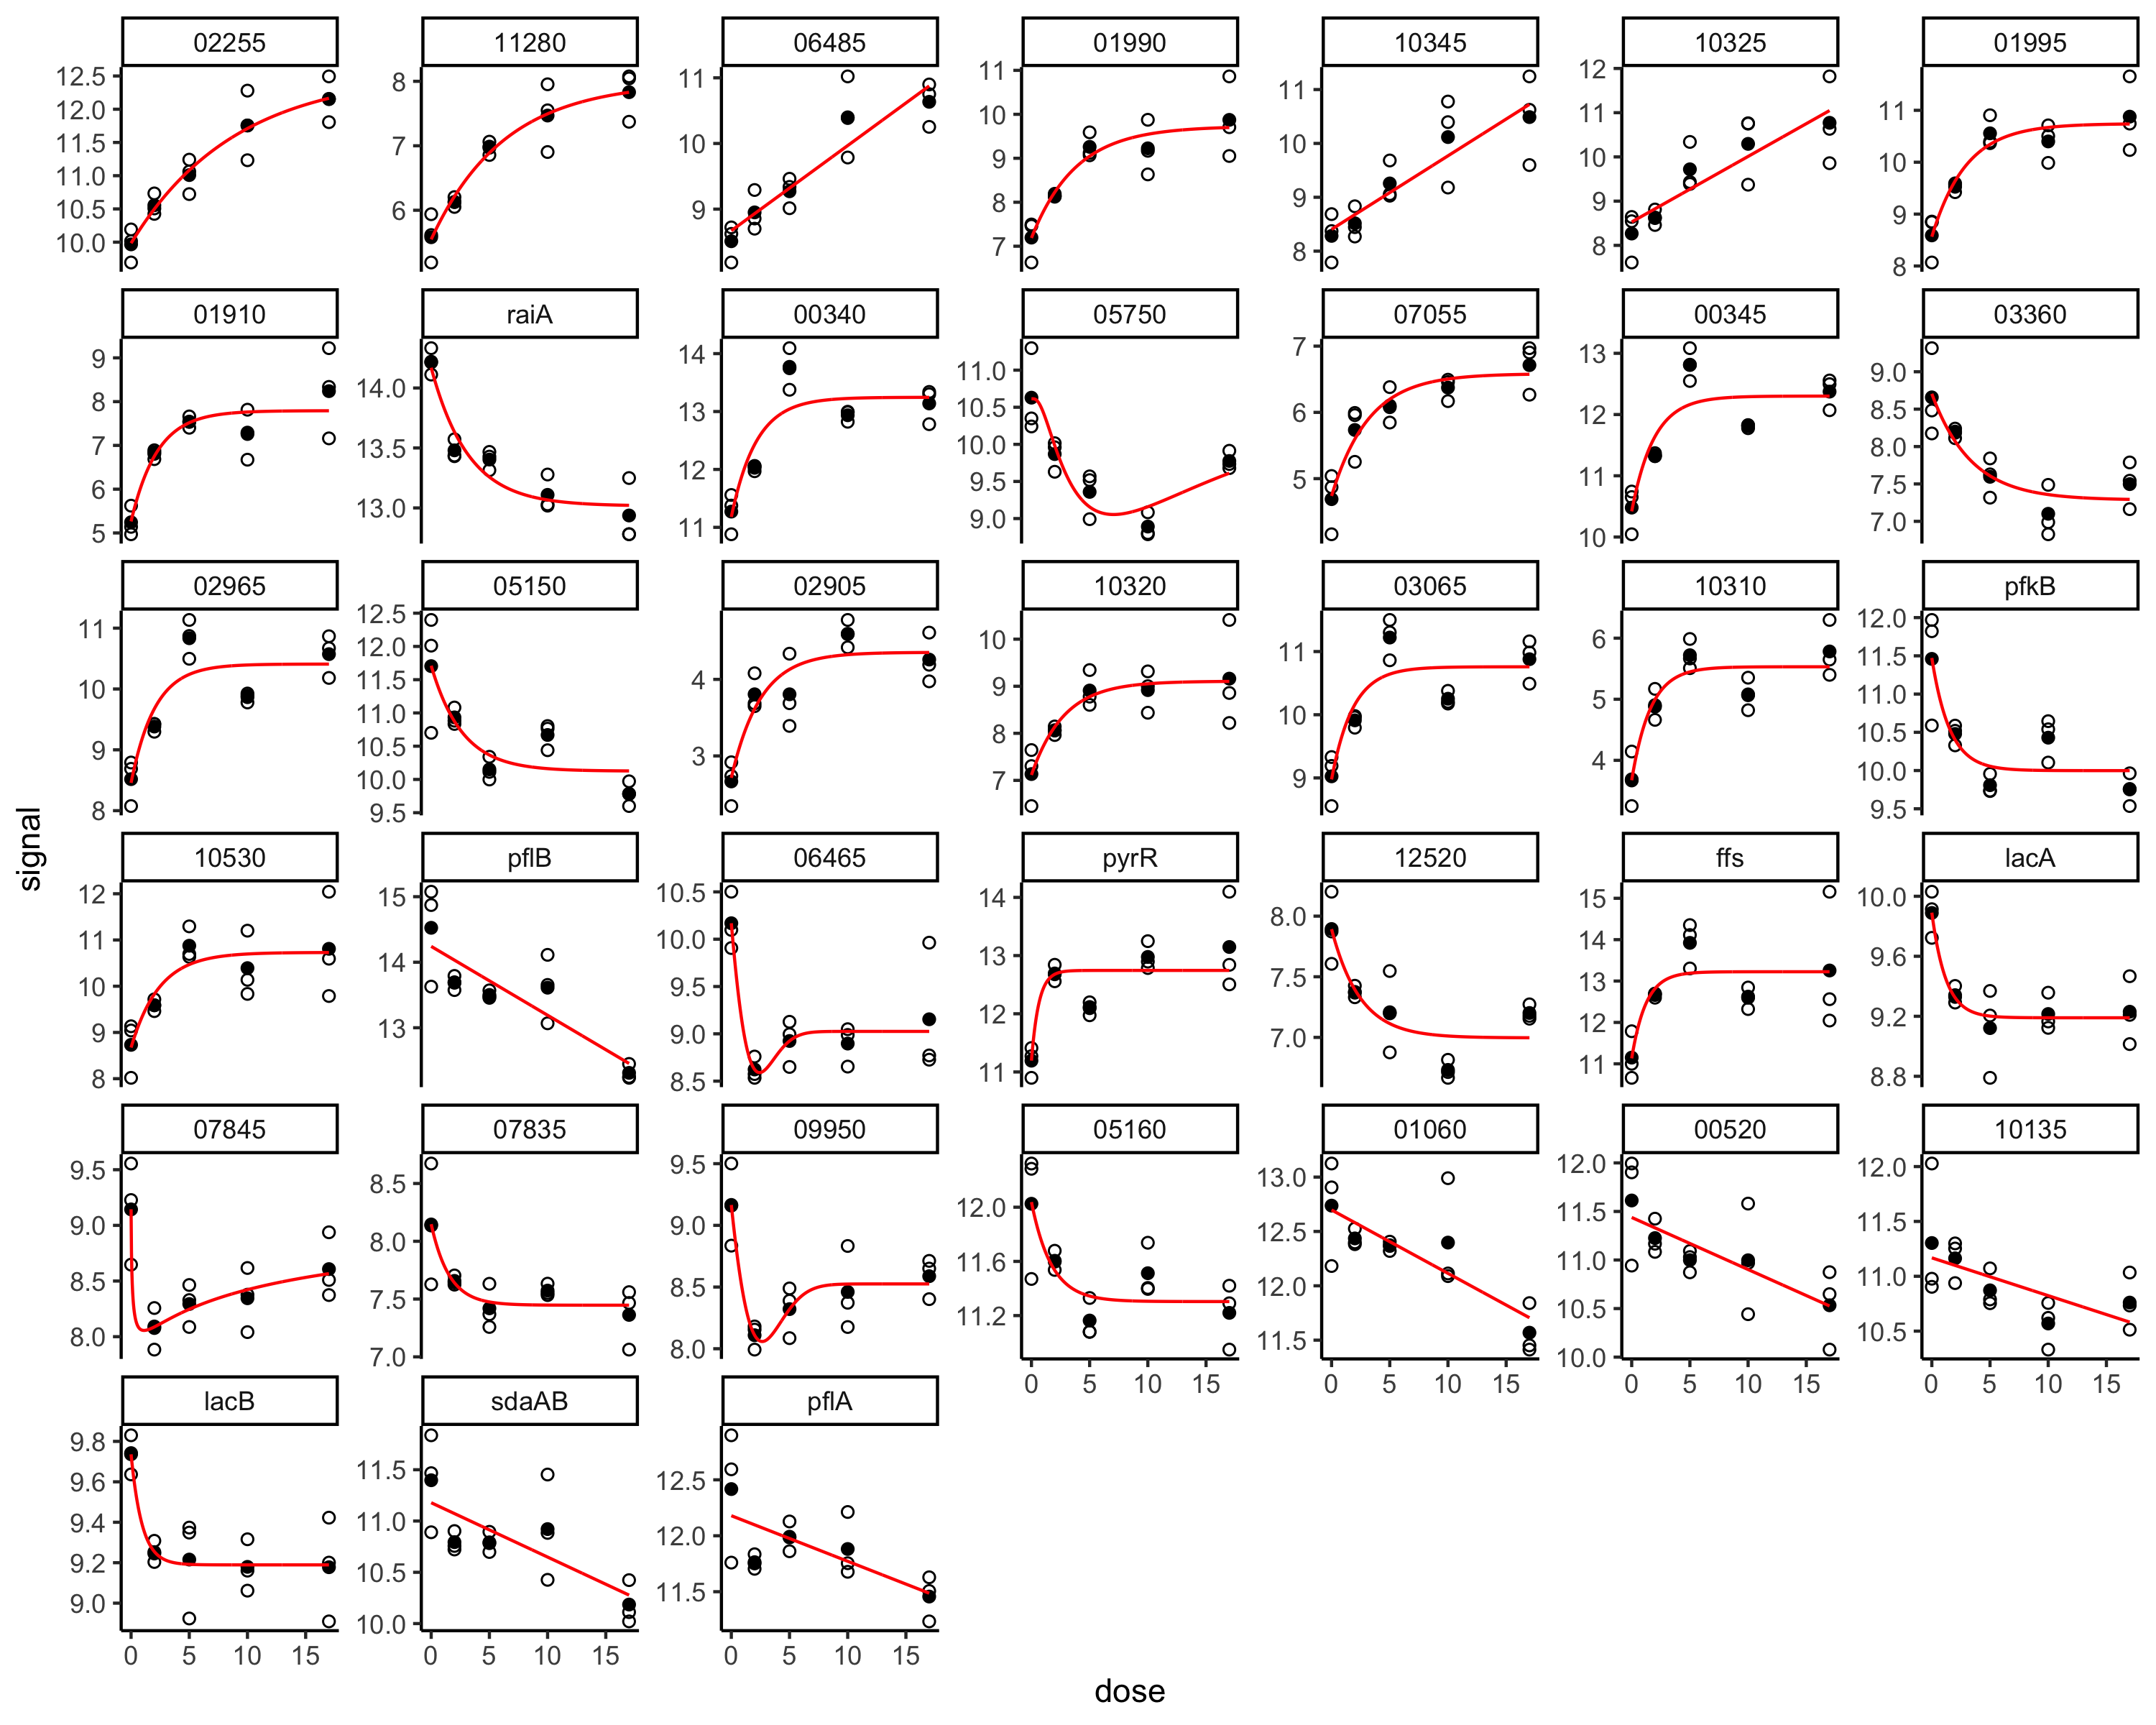 02255 11280 06485 01990 10345 10325 01995
12.5 12.0 11.5 11.0 10.5 10.0
8 7 6
11 10 9
11 10 9 8 7
11 10 9 8
12 11 10 9 8
11 10 9 8
01910 raiA 00340 05750 07055 00345 03360
9 8 7 6 5
14.0 13.5 13.0
14 13 12 11
11.0 10.5 10.0 9.5 9.0
7 6 5
13 12 11 10
9.0 8.5 8.0 7.5 7.0
02965 05150 02905 10320 03065 10310 pfkB
11 10 9 8
12.5 12.0 11.5 11.0 10.5 10.0 9.5
4 3
10 9 8 7
11 10 9
6 5 4
12.0 11.5 11.0 10.5 10.0 9.5
signal
10530 pflB 06465 pyrR 12520 ffs lacA
12 11 10 9 8
15 14 13
10.5 10.0 9.5 9.0 8.5
14 13 12 11
8.0 7.5 7.0
15 14 13 12 11
10.0 9.6 9.2 8.8
07845 07835 09950 05160 01060 00520 10135
9.5 9.0 8.5 8.0
8.5 8.0 7.5 7.0
9.5 9.0 8.5 8.0
12.0 11.6 11.2
13.0 12.5 12.0 11.5
12.0 11.5 11.0 10.5 10.0
12.0 11.5 11.0 10.5
0 5 10 15 0 5 10 15 0 5 10 15 0 5 10 15
lacB sdaAB pflA
9.8 9.6 9.4 9.2 9.0
11.5 11.0 10.5 10.0
12.5 12.0 11.5
0 5 10 15 0 5 10 15 0 5 10 15
dose